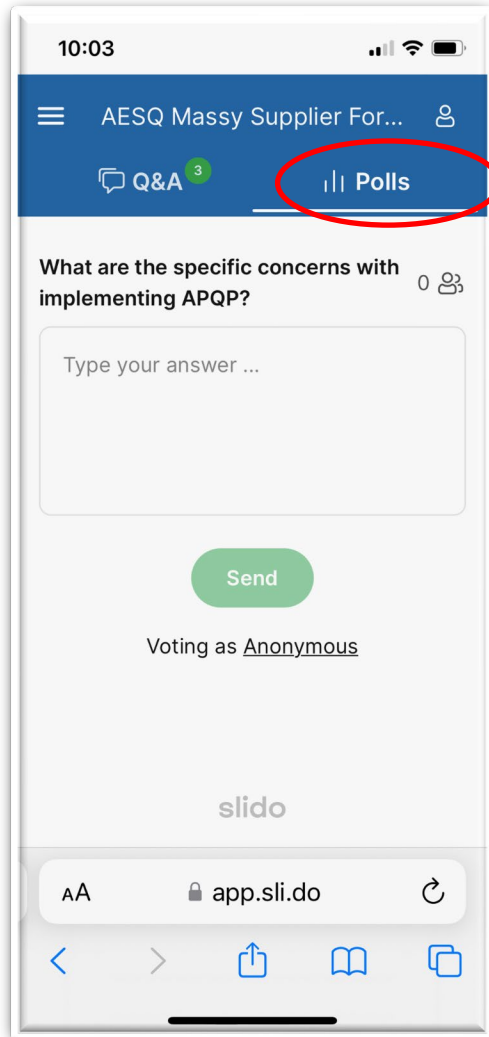 10:03
AESQ Massy Supplier For...
Q&A 3
Polls
What are the specific concerns with
implementing APQP?
0
Type your answer ...
Send
Voting as Anonymous
slido
AA
app.sli.do